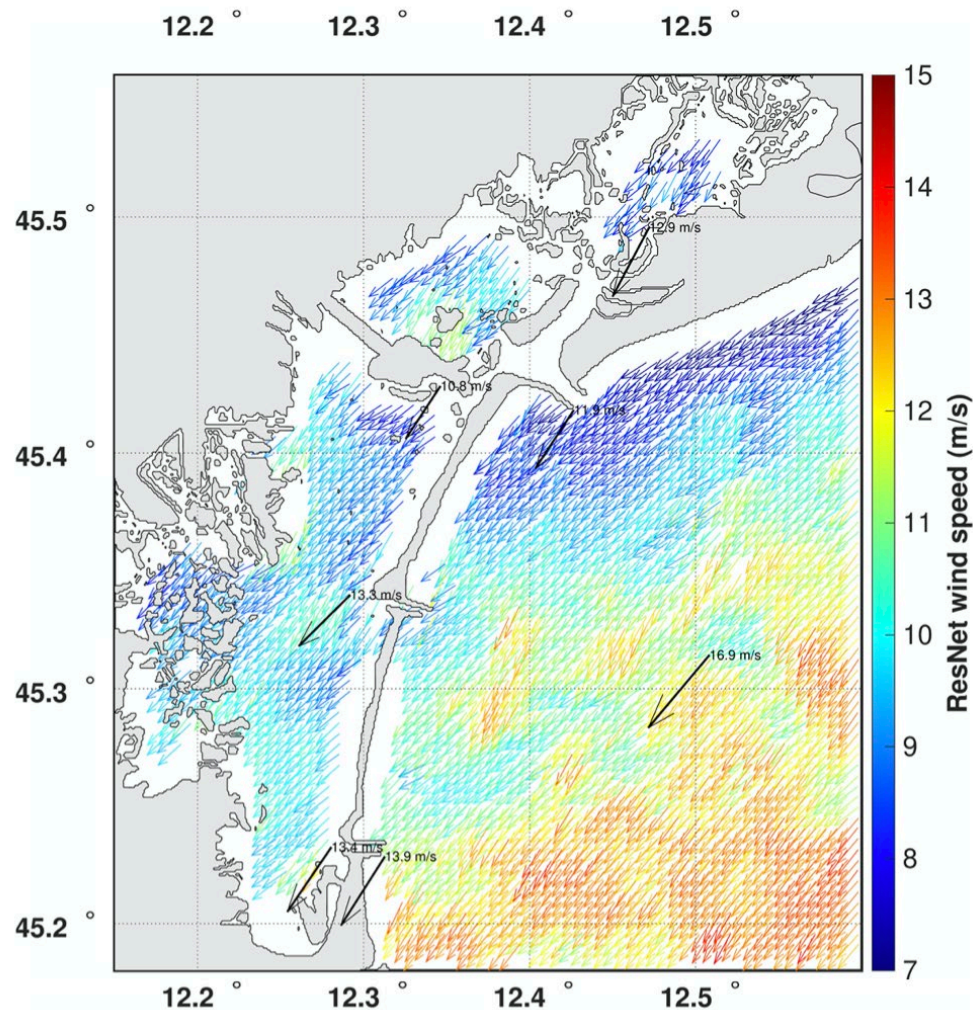 12.2 ° 12.3 ° 12.4 ° 12.5 °
15
14
13
12
11
10
9
8
7
ResNet wind speed (m/s)
45.5 °
45.4 °
45.3 °
45.2 °
12.9 m/s
10.8 m/s
11.9 m/s
13.3 m/s
16.9 m/s
13.4 m/s
13.9 m/s
12.2 ° 12.3 ° 12.4 ° 12.5 °